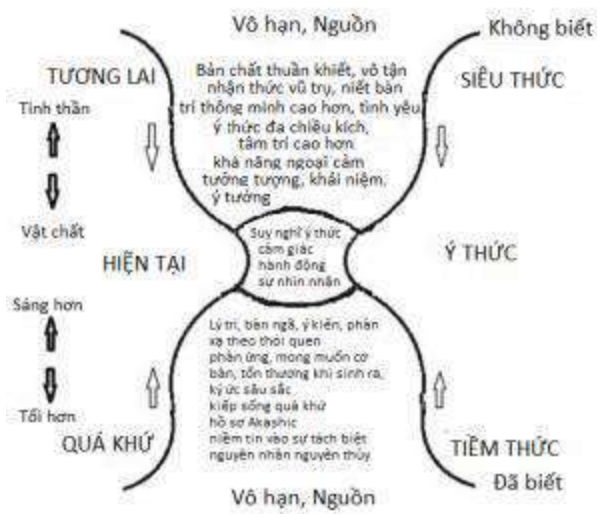 Vô hạn, Nguồn
Không biết
TƯƠNG LAI
SIÊU THỨC
Bản chất thuần khiết, vô tận
nhận thức vũ trụ, niết bàn
trí thông minh cao hơn, tình yêu
ý thức đa chiều kích,
tâm trí cao hơn
khả năng ngoại cảm
tưởng tượng, khái niệm,
ý tưởng
Tinh thần
Vật chất
HIỆN TẠI
Suy nghĩ ý thức
cảm giác
hành động
sự nhìn nhận
Ý THỨC
Sáng hơn
Tối hơn
Lý trí, bản ngã, ý kiến, phản
xạ theo thói quen
phản ứng, mong muốn cơ
bản, tổn thương khi sinh ra,
ký ức sâu sắc
kiếp sống quá khứ
hồ sơ Akashic
niềm tin vào sự tách biệt
nguyên nhân nguyên thủy
QUÁ KHỨ
TIỀM THỨC
Đã biết
Vô hạn, Nguồn